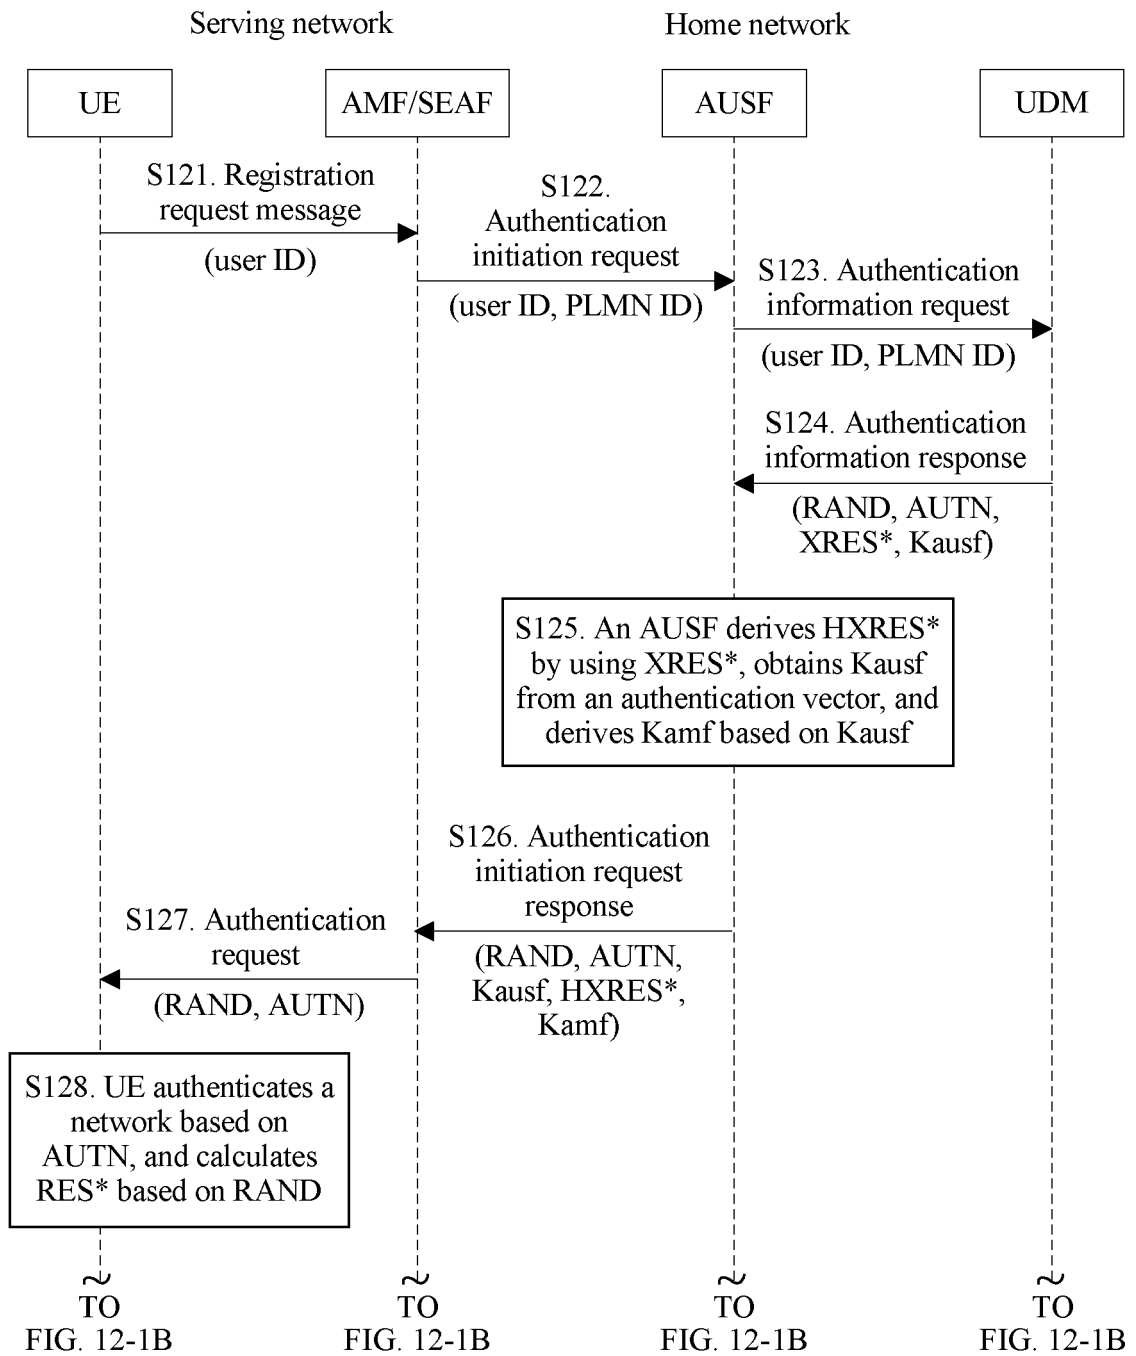 Serving network
Home network
UE
AMF/SEAF
AUSF
UDM
S121. Registration
request message
(user ID)
S122.
Authentication
initiation request
(user ID, PLMN ID)
S123. Authentication
information request
(user ID, PLMN ID)
S124. Authentication
information response
(RAND, AUTN,
XRES*, Kausf)
S125. An AUSF derives HXRES*
by using XRES*, obtains Kausf
from an authentication vector, and
derives Kamf based on Kausf
S126. Authentication
initiation request
response
(RAND, AUTN,
Kausf, HXRES*,
Kamf)
S127. Authentication
request
(RAND, AUTN)
S128. UE authenticates a
network based on
AUTN, and calculates
RES* based on RAND
TO
FIG. 12-1B
TO
FIG. 12-1B
TO
FIG. 12-1B
TO
FIG. 12-1B